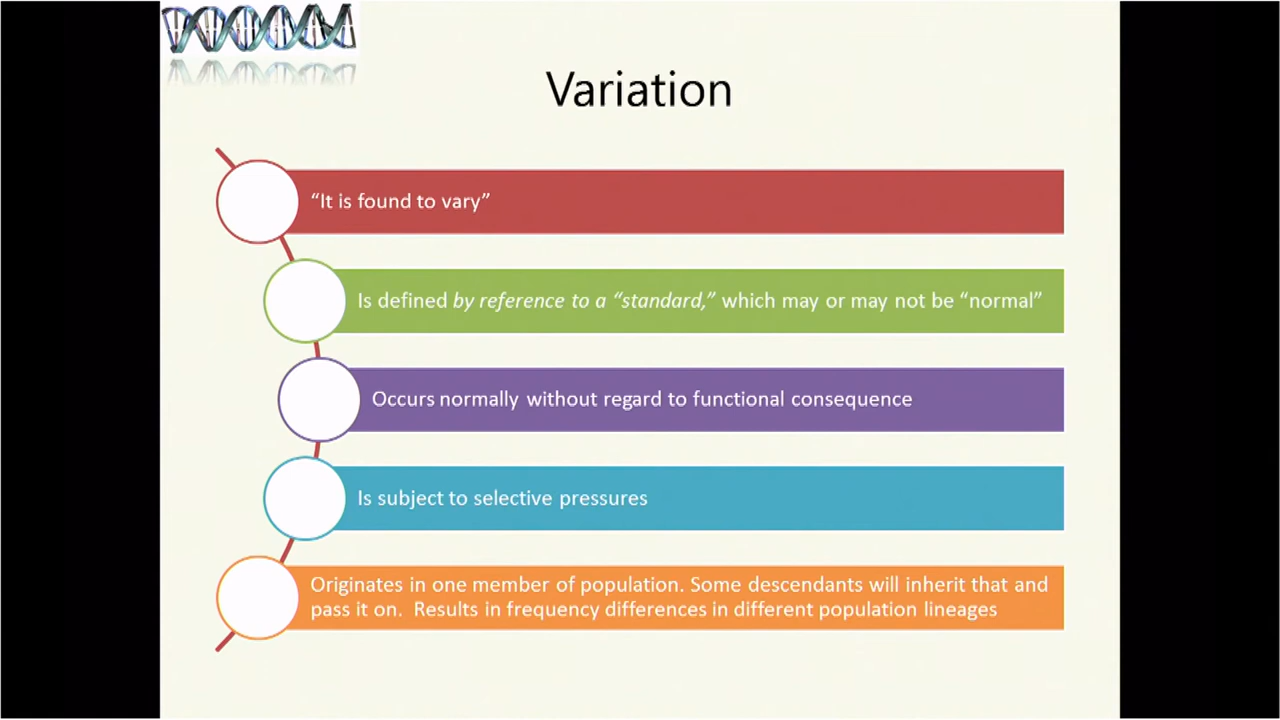 Variation
“It is found to vary”
Is defined by reference to a “standard,” which may or may not be “normal”
Occurs normally without regard to functional consequence
Is subject to selective pressures
Originates in one member of population. Some descendants will inherit that and
pass it on.  Results in frequency differences in different population lineages